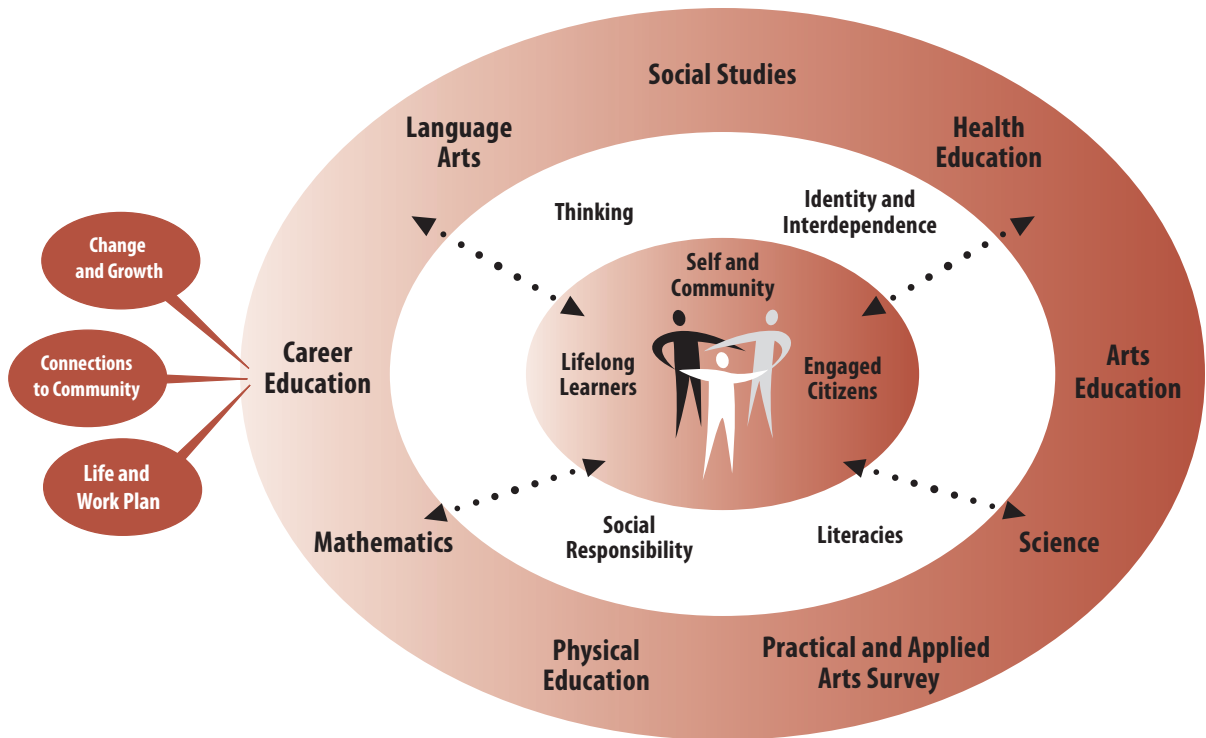 Social Studies
Language
Arts
Health
Education
Thinking
Identity and
Interdependence
Change
and Growth
Self and
Community
Connections
to Community
Career
Education
Lifelong
Learners
Engaged
Citizens
Arts
Education
Life and
Work Plan
Mathematics
Social
Responsibility
Literacies
Science
Physical
Education
Practical and Applied
Arts Survey